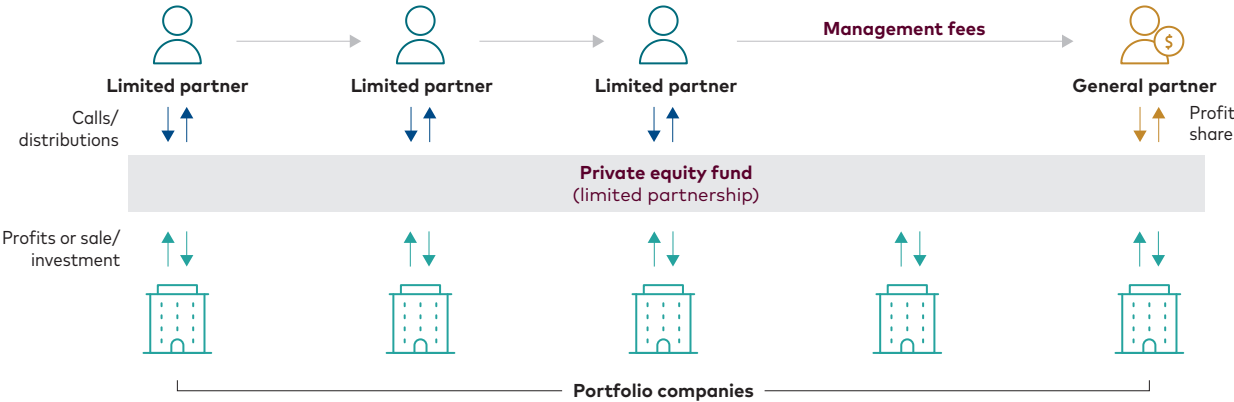 Management fees
$
Limited partner
Limited partner
Limited partner
General partner
Calls/
distributions
Profit
share
Private equity fund
(limited partnership)
Profits or sale/
investment
Portfolio companies